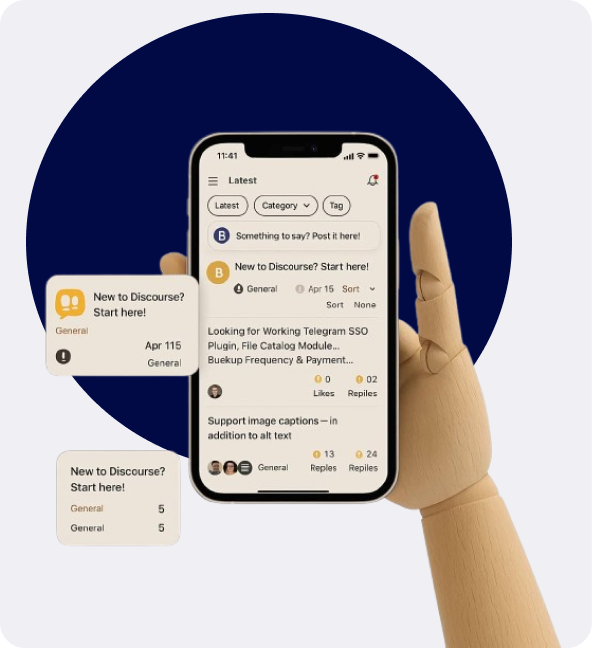 11:41
Latest
Latest
Category
Tag
B
Something to say? Post it here!
B
New to Discourse? Start here!
General
Apr 15
Sort
Sort
None
Looking for Working Telegram SSO
Plugin, File Catalog Module...
Buekup Frequency & Payment...
0
02
Likes
Repiles
Support image captions – in
addition to alt text
13
24
General
Reples
Repiles
New to Discourse?
Start here!
General
Apr 115
General
New to Discourse?
Start here!
General
5
General
5